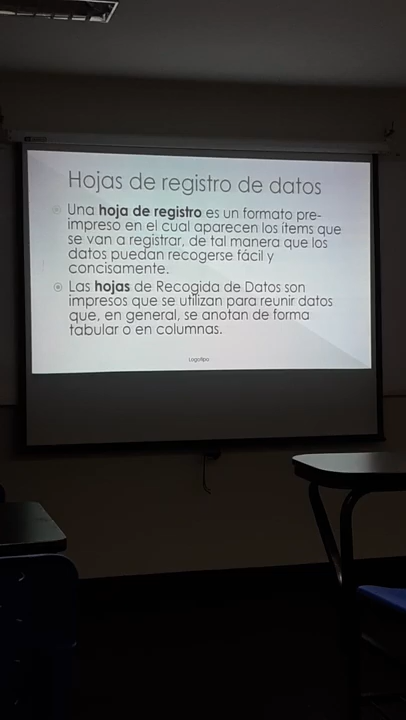 Hojas de registro de datos
Una hoja de registro es un formato pre-
impreso en el cual aparecen los ítems que
se van a registrar, de tal manera que los
datos puedan recogerse fácil y
concisamente.
Las hojas de Recogida de Datos son
impresos que se utilizan para reunir datos
que, en general, se anotan de forma
tabular o en columnas.
Logotipo